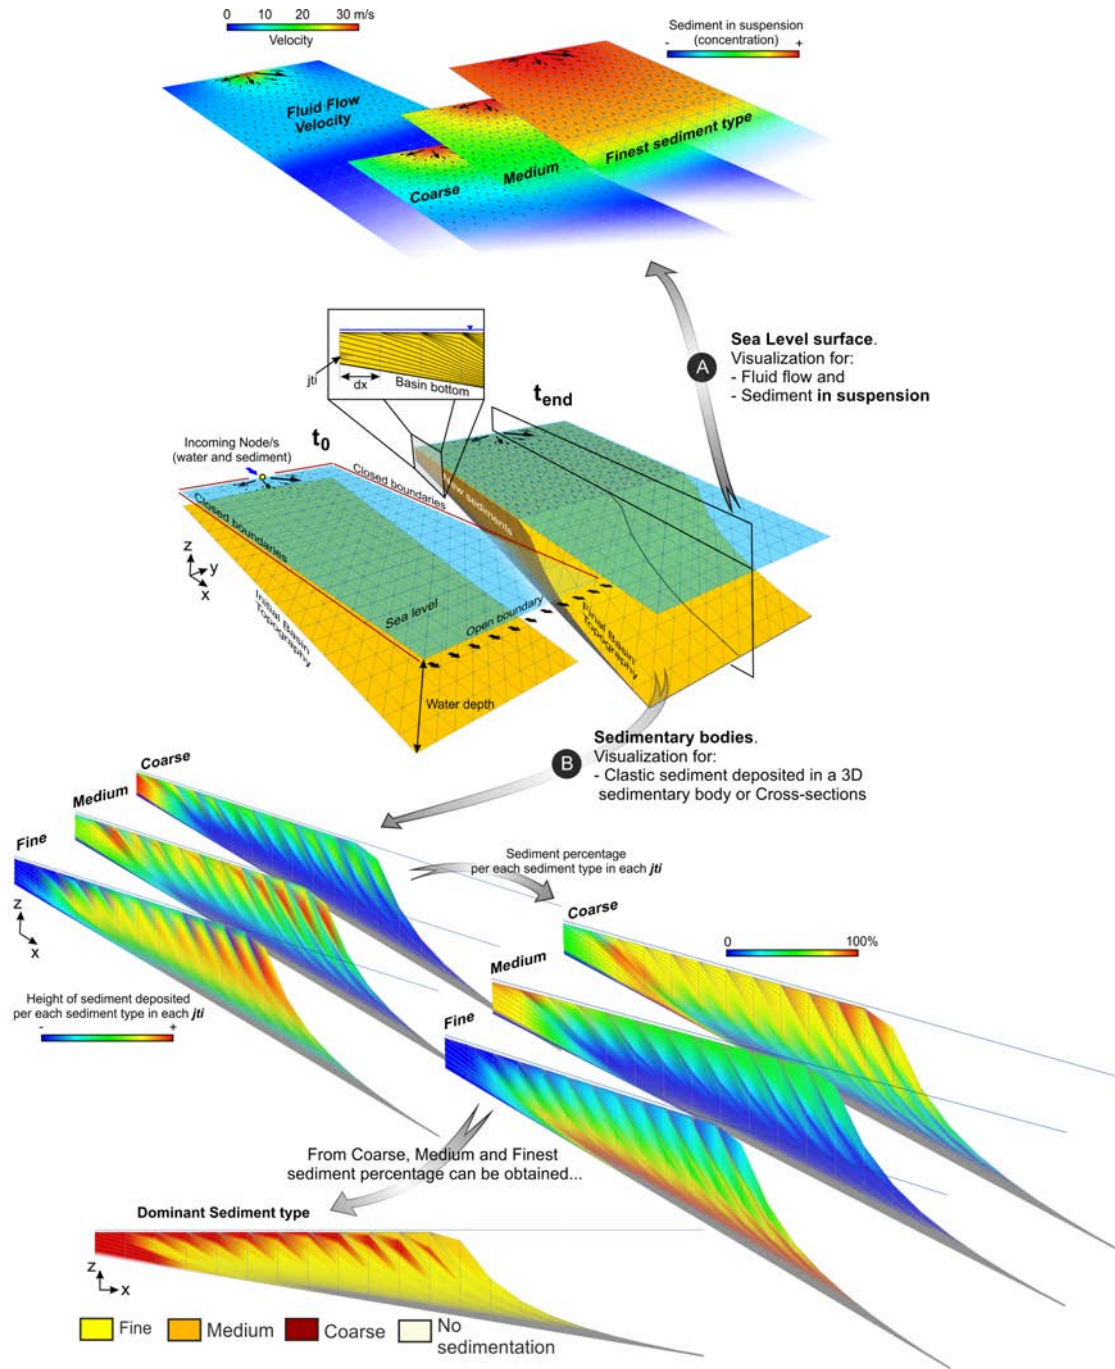 0 10 20 30 m/s
Velocity
Sediment in suspension
(concentration)
- +
Fluid Flow
Velocity
Finest sediment type
Medium
Coarse
A
Sea Level surface.
Visualization for:
- Fluid flow and
- Sediment in suspension
jti
dx
Basin bottom
tend
t0
Incoming Node/s
(water and sediment)
Closed boundaries
Closed boundaries
New sediments
z
y
x
Initial Basin
Topography
Sea level
Open boundary
Final Basin
Topography
Water depth
B
Sedimentary bodies.
Visualization for:
- Clastic sediment deposited in a 3D
sedimentary body or Cross-sections
Coarse
Medium
Fine
z
x
Sediment percentage
per each sediment type in each jti
Height of sediment deposited
per each sediment type in each jti
- +
Coarse
0 100%
Medium
Fine
From Coarse, Medium and Finest
sediment percentage can be obtained...
Dominant Sediment type
z
x
Fine
Medium
Coarse
No
sedimentation